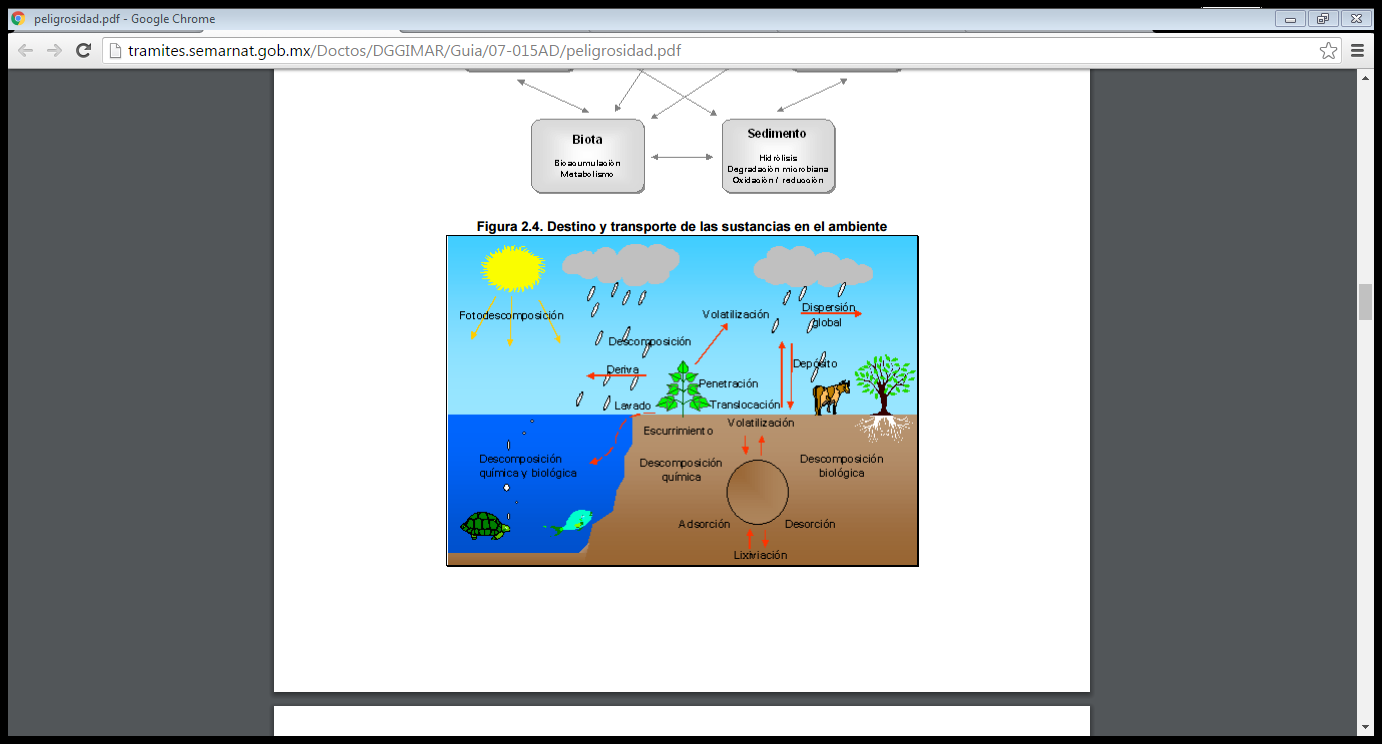 peligrosidad.pdf - Google Chrome
tramites.semarnat.gob.mx/Doctos/DGGIMAR/Guia/07-015AD/peligrosidad.pdf
Biota
Bioacumulación
Metabolismo
Sedimento
Hidrólisis
Degradación microbiana
Oxidación / reducción
Figura 2.4. Destino y transporte de las sustancias en el ambiente
Fotodescomposición
Volatilización
Dispersión
global
Descomposición
Deriva
Depósito
Penetración
Lavado
Translocación
Escurrimiento
Volatilización
Descomposición
química y biológica
Descomposición
química
Descomposición
biológica
Adsorción
Desorción
Lixiviación